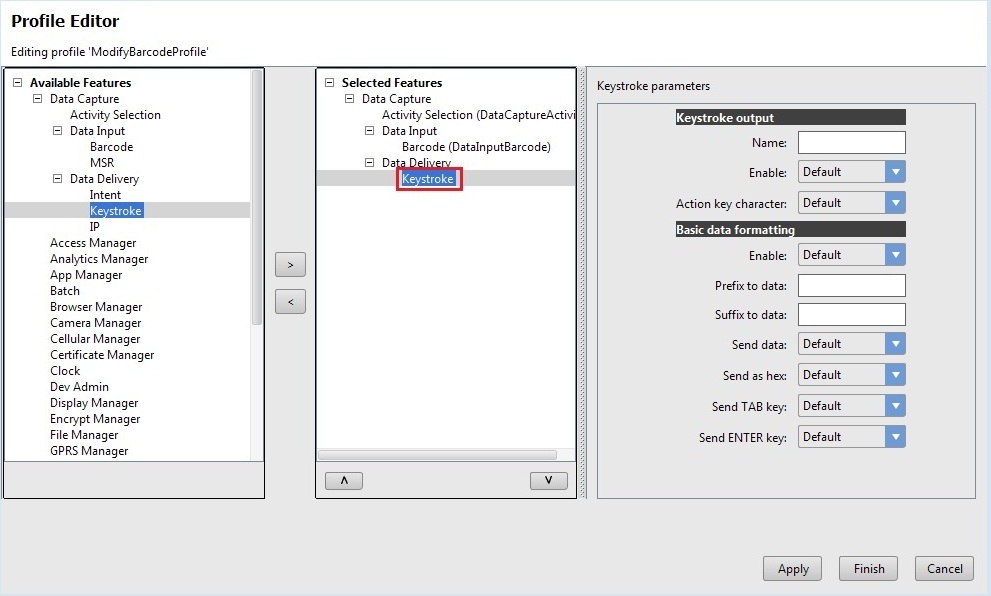 Profile Editor
Editing profile 'ModifyBarcodeProfile'
Available Features
Data Capture
Activity Selection
Data Input
Barcode
MSR
Data Delivery
Intent
Keystroke
IP
Access Manager
Analytics Manager
App Manager
Batch
Browser Manager
Camera Manager
Cellular Manager
Certificate Manager
Clock
Dev Admin
Display Manager
Encrypt Manager
File Manager
GPRS Manager
>
<
Selected Features
Data Capture
Activity Selection (DataCaptureActivi
Data Input
Barcode (DataInputBarcode)
Data Delivery
Keystroke
Keystroke parameters
Keystroke output
Name:
Enable: Default
Action key character: Default
Basic data formatting
Enable: Default
Prefix to data:
Suffix to data:
Send data: Default
Send as hex: Default
Send TAB key: Default
Send ENTER key: Default
Apply Finish Cancel